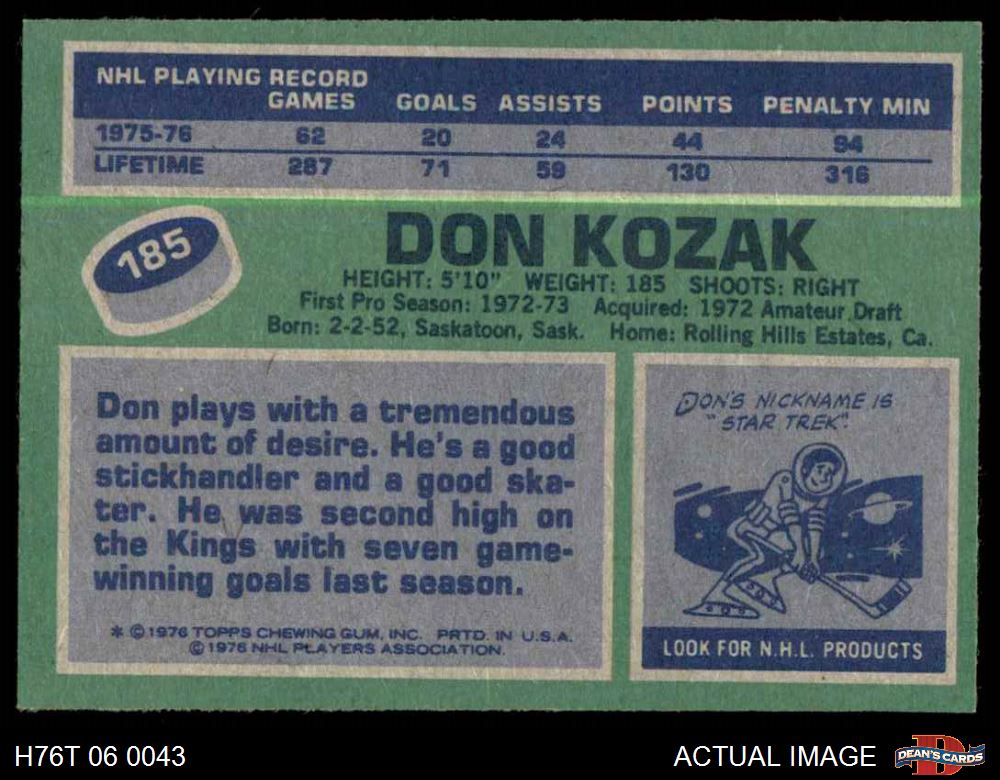 NHL PLAYING RECORD
GAMES GOALS ASSISTS POINTS PENALTY MIN
1975-76 62 20 24 44 94
LIFETIME 287 71 59 130 316
185
DON KOZAK
HEIGHT: 5'10" WEIGHT: 185 SHOOTS: RIGHT
First Pro Season: 1972-73 Acquired: 1972 Amateur Draft
Born: 2-2-52, Saskatoon, Sask. Home: Rolling Hills Estates, Ca.
Don plays with a tremendous
amount of desire. He's a good
stickhandler and a good ska-
ter. He was second high on
the Kings with seven game-
winning goals last season.
* © 1976 TOPPS CHEWING GUM, INC. PRTD. IN U.S.A.
© 1976 NHL PLAYERS ASSOCIATION.
DON'S NICKNAME IS
"STAR TREK".
LOOK FOR N.H.L. PRODUCTS
H76T 06 0043
ACTUAL IMAGE
D
DEAN'S CARDS